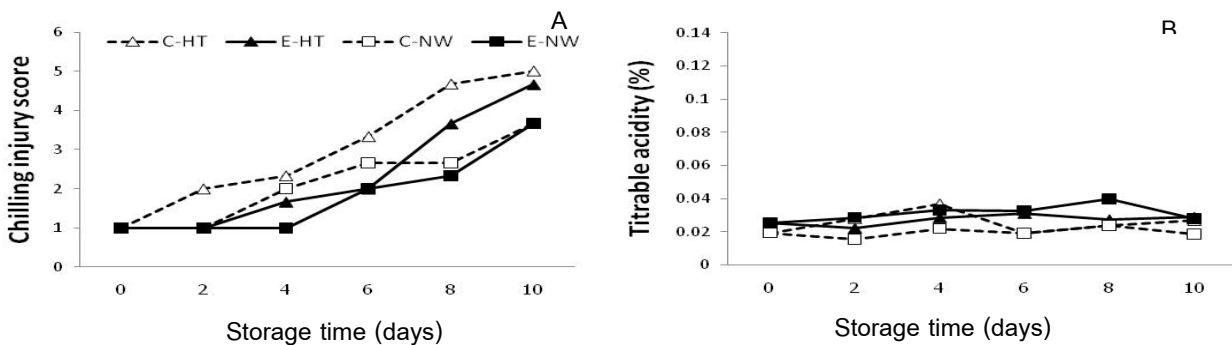 A
C-HT E-HT C-NW E-NW
Chilling injury score
6
5
4
3
2
1
0
0 2 4 6 8 10
Storage time (days)
B
Titrable acidity (%)
0.14
0.12
0.1
0.08
0.06
0.04
0.02
0
0 2 4 6 8 10
Storage time (days)